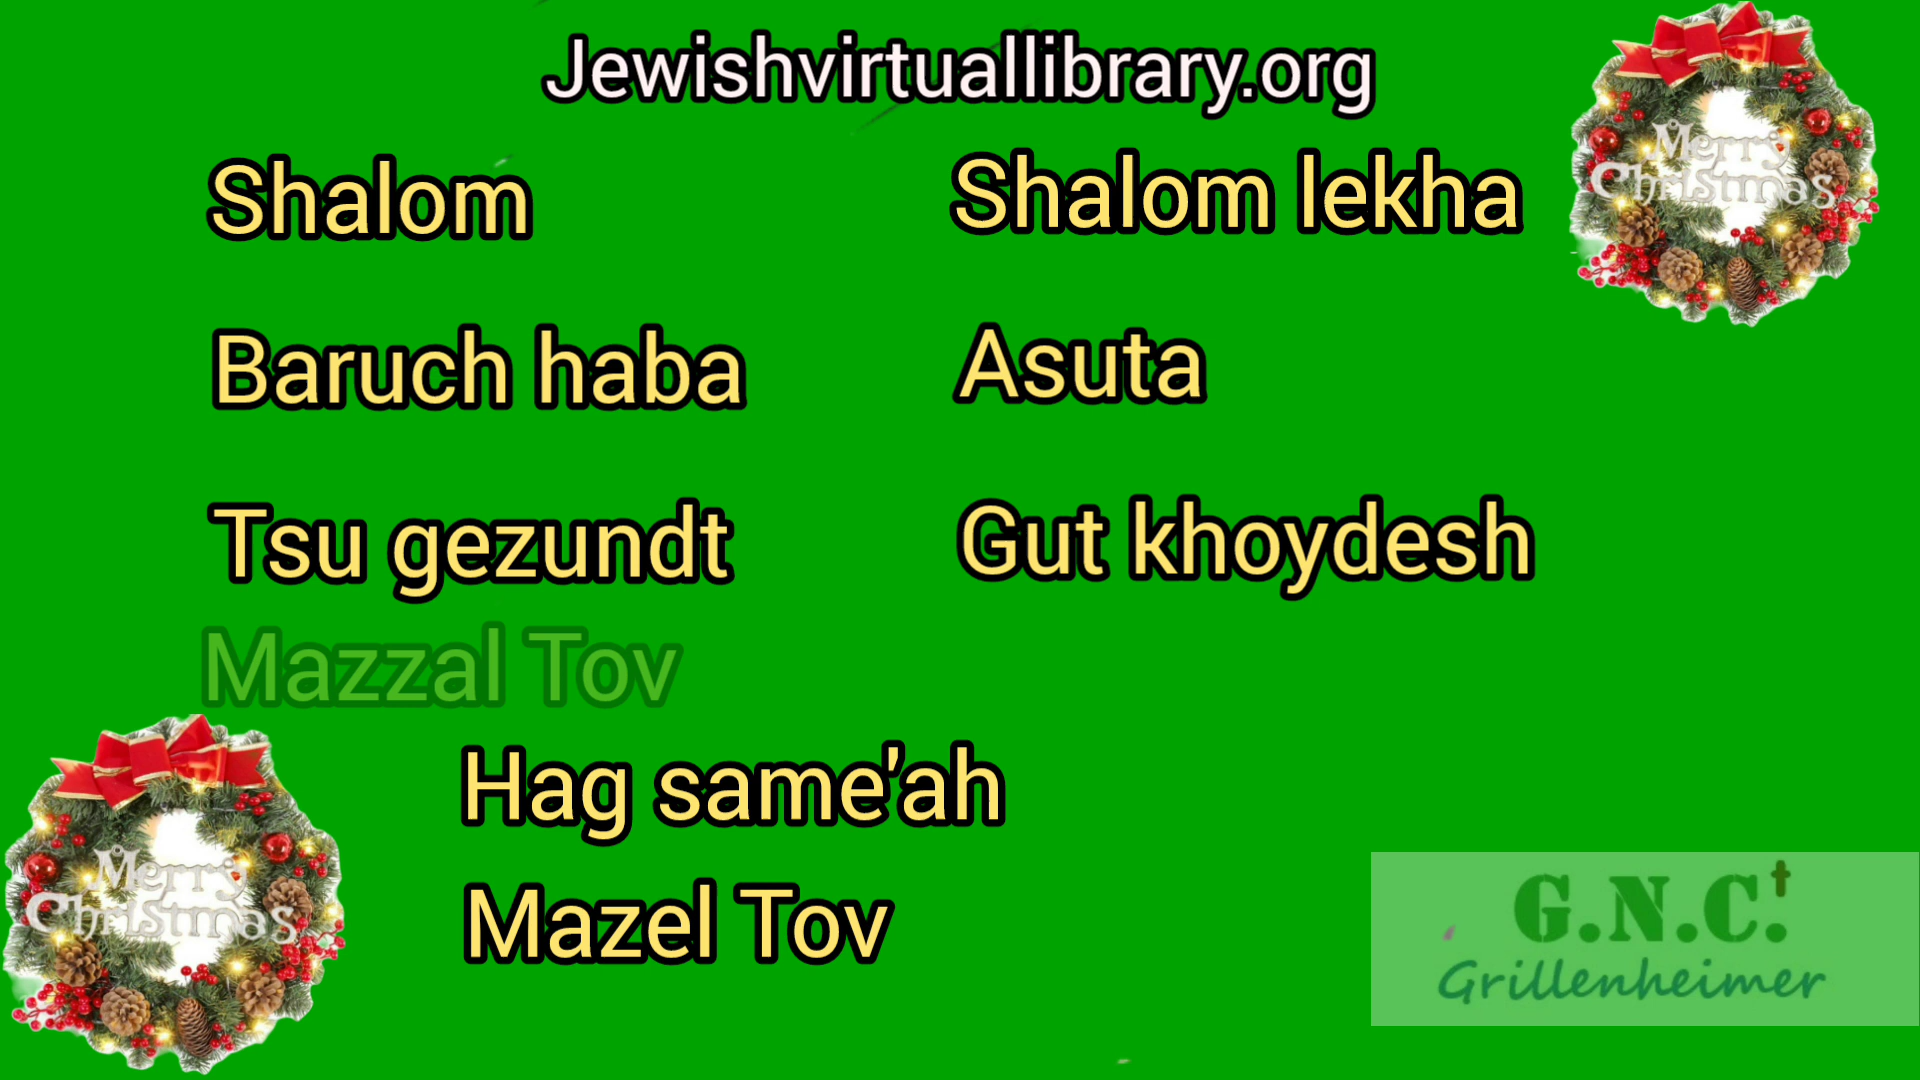 Jewishvirtuallibrary.org
Shalom
Shalom lekha
Baruch haba
Asuta
Tsu gezundt
Gut khoydesh
Mazzal Tov
Hag same'ah
Mazel Tov
Merry
Christmas
Merry
Christmas
G.N.C.
Grillenheimer